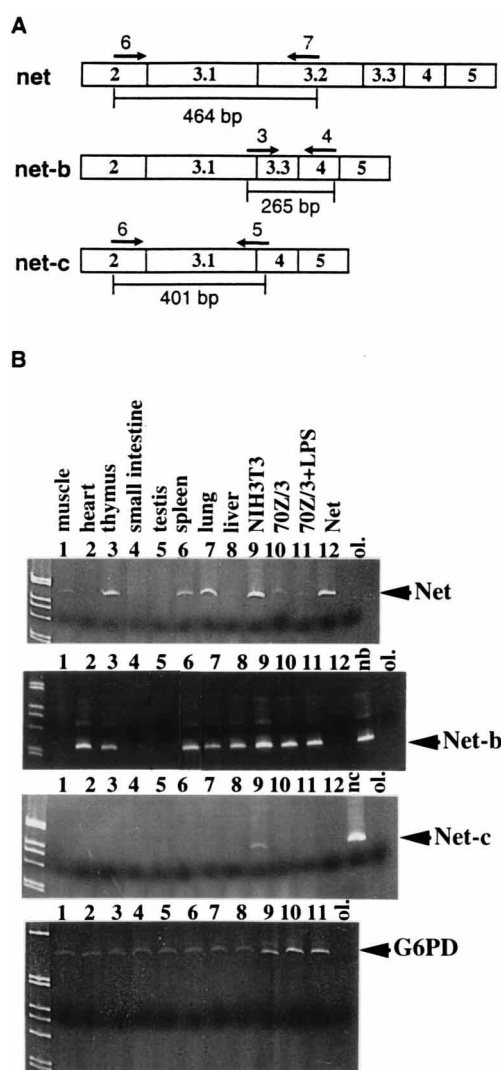 A
6 7
net 2 3.1 3.2 3.3 4 5
464 bp
3 4
net-b 2 3.1 3.3 4 5
265 bp
6 5
net-c 2 3.1 4 5
401 bp
B
muscle heart thymus small intestine testis spleen lung liver NIH3T3 70Z/3 70Z/3+LPS Net
1 2 3 4 5 6 7 8 9 10 11 12 ol.
Net
1 2 3 4 5 6 7 8 9 10 11 12 nb ol.
Net-b
1 2 3 4 5 6 7 8 9 10 11 12 nc ol.
Net-c
1 2 3 4 5 6 7 8 9 10 11 ol.
G6PD